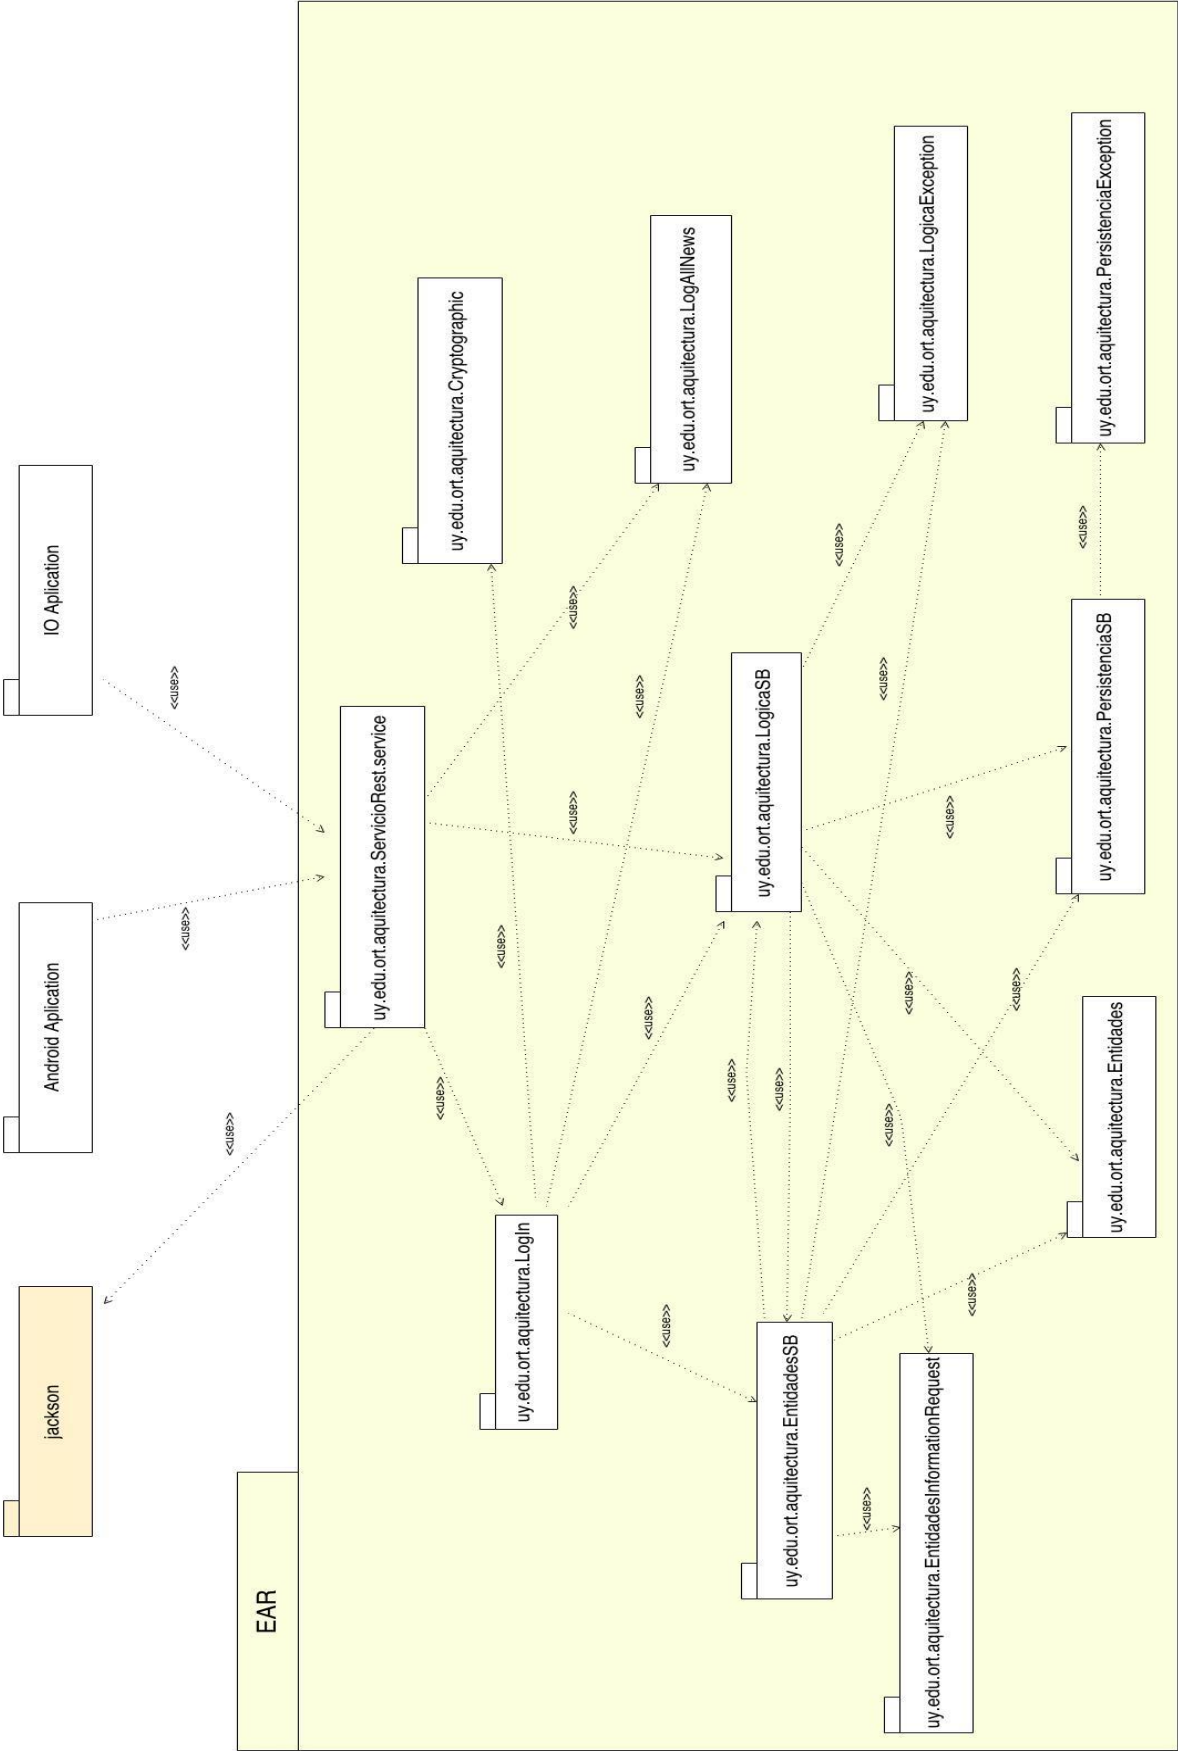 jackson
Android Aplication
IO Aplication
<<use>>
<<use>>
<<use>>
EAR
uy.edu.ort.aquitectura.ServicioRest.service
<<use>>
uy.edu.ort.aquitectura.Cryptographic
<<use>>
uy.edu.ort.aquitectura.LogIn
<<use>>
<<use>>
<<use>>
<<use>>
<<use>>
uy.edu.ort.aquitectura.LogAllNews
<<use>>
uy.edu.ort.aquitectura.LogicaSB
<<use>>
uy.edu.ort.aquitectura.EntidadesSB
<<use>>
<<use>>
<<use>>
<<use>>
<<use>>
uy.edu.ort.aquitectura.EntidadesInformationRequest
uy.edu.ort.aquitectura.LogicaException
<<use>>
<<use>>
<<use>>
<<use>>
uy.edu.ort.aquitectura.Entidades
uy.edu.ort.aquitectura.PersistenciaSB
uy.edu.ort.aquitectura.PersistenciaException